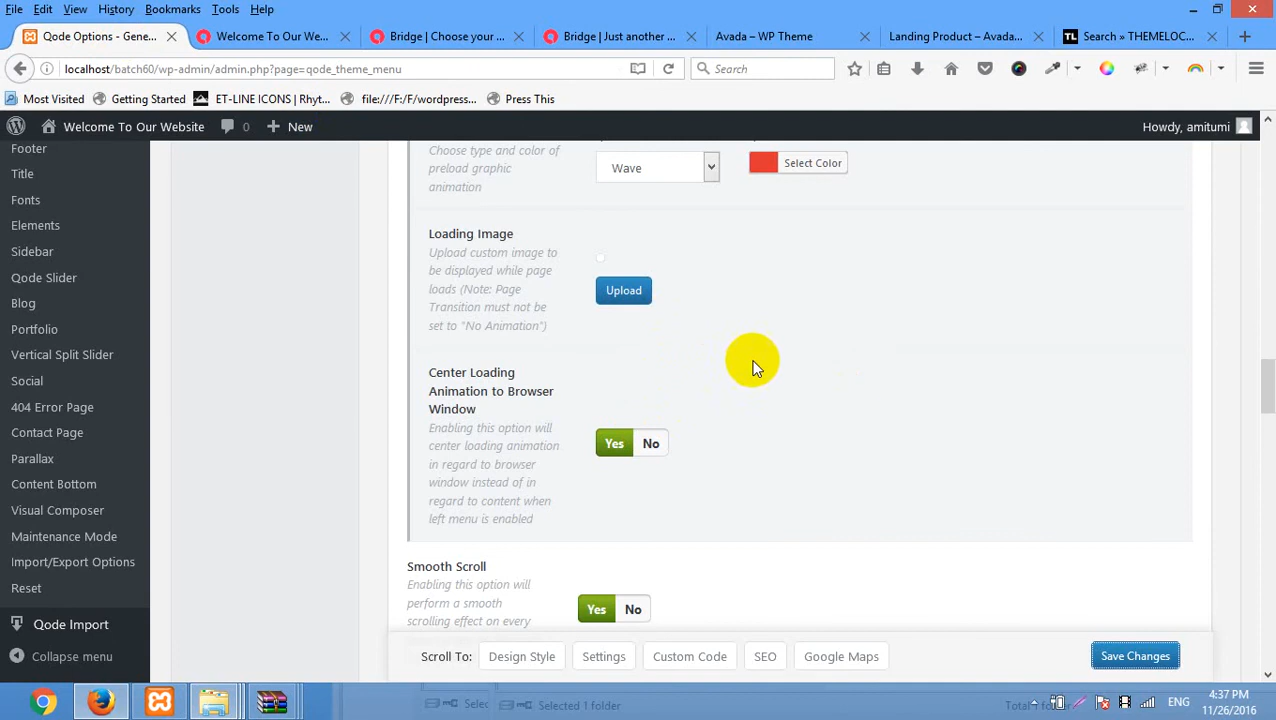 File Edit View History Bookmarks Tools Help
Qode Options - Gene... Welcome To Our We... Bridge | Choose your ... Bridge | Just another ... Avada – WP Theme Landing Product – Avada... TL Search » THEMELOC...
localhost/batch60/wp-admin/admin.php?page=qode_theme_menu Search
Most Visited Getting Started ET-LINE ICONS | Rhyt... file:///F:/F/wordpress... Press This
Welcome To Our Website 0 New Howdy, amitumi
Footer
Title
Fonts
Elements
Sidebar
Qode Slider
Blog
Portfolio
Vertical Split Slider
Social
404 Error Page
Contact Page
Parallax
Content Bottom
Visual Composer
Maintenance Mode
Import/Export Options
Reset
Qode Import
Collapse menu
Choose type and color of
preload graphic
animation
Wave
Select Color
Loading Image
Upload custom image to
be displayed while page
loads (Note: Page
Transition must not be
set to "No Animation")
Upload
Center Loading
Animation to Browser
Window
Enabling this option will
center loading animation
in regard to browser
window instead of in
regard to content when
left menu is enabled
Yes No
Smooth Scroll
Enabling this option will
perform a smooth
scrolling effect on every
Yes No
Scroll To: Design Style Settings Custom Code SEO Google Maps Save Changes
Selec Selected 1 folder
ENG
4:37 PM
11/26/2016